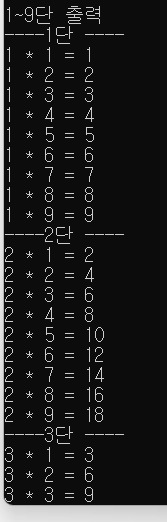 1~9단 출력
----1단 ----
1 * 1 = 1
1 * 2 = 2
1 * 3 = 3
1 * 4 = 4
1 * 5 = 5
1 * 6 = 6
1 * 7 = 7
1 * 8 = 8
1 * 9 = 9
----2단 ----
2 * 1 = 2
2 * 2 = 4
2 * 3 = 6
2 * 4 = 8
2 * 5 = 10
2 * 6 = 12
2 * 7 = 14
2 * 8 = 16
2 * 9 = 18
----3단 ----
3 * 1 = 3
3 * 2 = 6
3 * 3 = 9